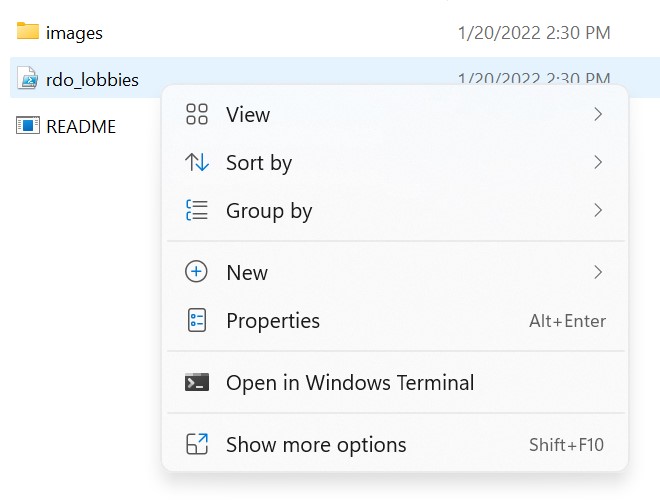 images 1/20/2022 2:30 PM
rdo_lobbies 1/20/2022 2:30 PM
README
View
Sort by
Group by
New
Properties Alt+Enter
Open in Windows Terminal
Show more options Shift+F10